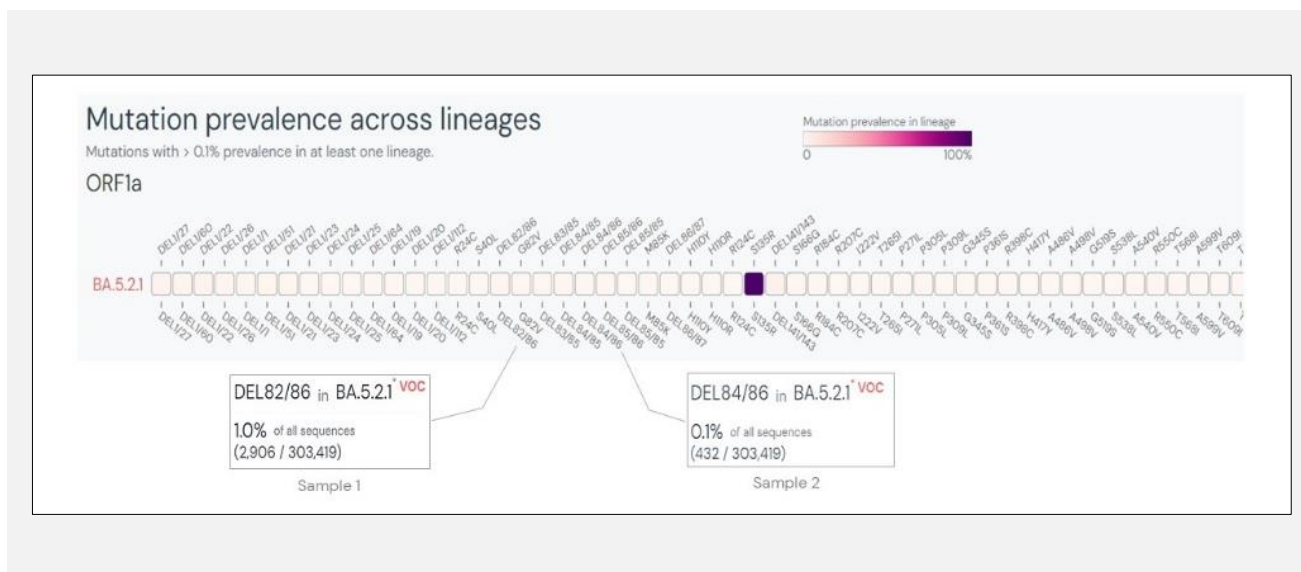 Mutation prevalence across lineages
Mutations with > 0.1% prevalence in at least one lineage.
Mutation prevalence in lineage
0 100%
ORF1a
DEL1/27 DEL1/60 DEL1/22 DEL1/26 DEL1/1 DEL1/51 DEL1/21 DEL1/23 DEL1/24 DEL1/25 DEL1/64 DEL1/19 DEL1/20 DEL1/12 R24C S40L DEL82/86 G82V DEL83/85 DEL84/85 DEL84/86 DEL85/86 DEL85/85 M85K DEL86/87 H110Y H110R R124C S135R DEL141/143 S166G R184C R207C I222V T265I P277L P305L P309L G345S P361S R398C H417Y A486V A498V G519S S538L A540V R550C T568I A599V T609I
BA.5.2.1
DEL1/27 DEL1/60 DEL1/22 DEL1/26 DEL1/1 DEL1/51 DEL1/21 DEL1/23 DEL1/24 DEL1/25 DEL1/64 DEL1/19 DEL1/20 DEL1/12 R24C S40L DEL82/86 G82V DEL83/85 DEL84/85 DEL84/86 DEL85/86 DEL85/85 M85K DEL86/87 H110Y H110R R124C S135R DEL141/143 S166G R184C R207C I222V T265I P277L P305L P309L G345S P361S R398C H417Y A486V A498V G519S S538L A540V R550C T568I A599V T609I
DEL82/86 in BA.5.2.1* VOC
1.0% of all sequences
(2,906 / 303,419)
Sample 1
DEL84/86 in BA.5.2.1* VOC
0.1% of all sequences
(432 / 303,419)
Sample 2